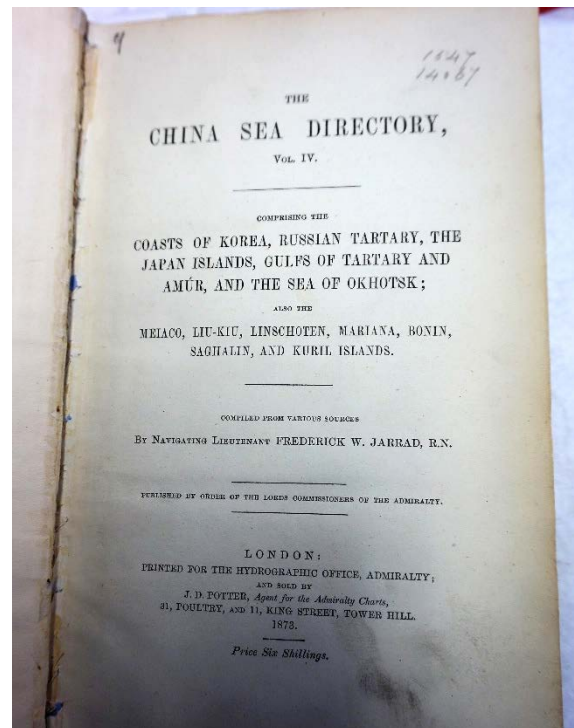 1647
14067
THE
CHINA SEA DIRECTORY,
VOL. IV.
COMPRISING THE
COASTS OF KOREA, RUSSIAN TARTARY, THE
JAPAN ISLANDS, GULFS OF TARTARY AND
AMÚR, AND THE SEA OF OKHOTSK;
ALSO THE
MEIACO, LIU-KIU, LINSCHOTEN, MARIANA, BONIN,
SAGHALIN, AND KURIL ISLANDS.
COMPILED FROM VARIOUS SOURCES
BY NAVIGATING LIEUTENANT FREDERICK W. JARRAD, R.N.
PUBLISHED BY ORDER OF THE LORDS COMMISSIONERS OF THE ADMIRALTY.
LONDON:
PRINTED FOR THE HYDROGRAPHIC OFFICE, ADMIRALTY;
AND SOLD BY
J. D. POTTER, Agent for the Admiralty Charts,
31, POULTRY, AND 11, KING STREET, TOWER HILL.
1873.
Price Six Shillings.